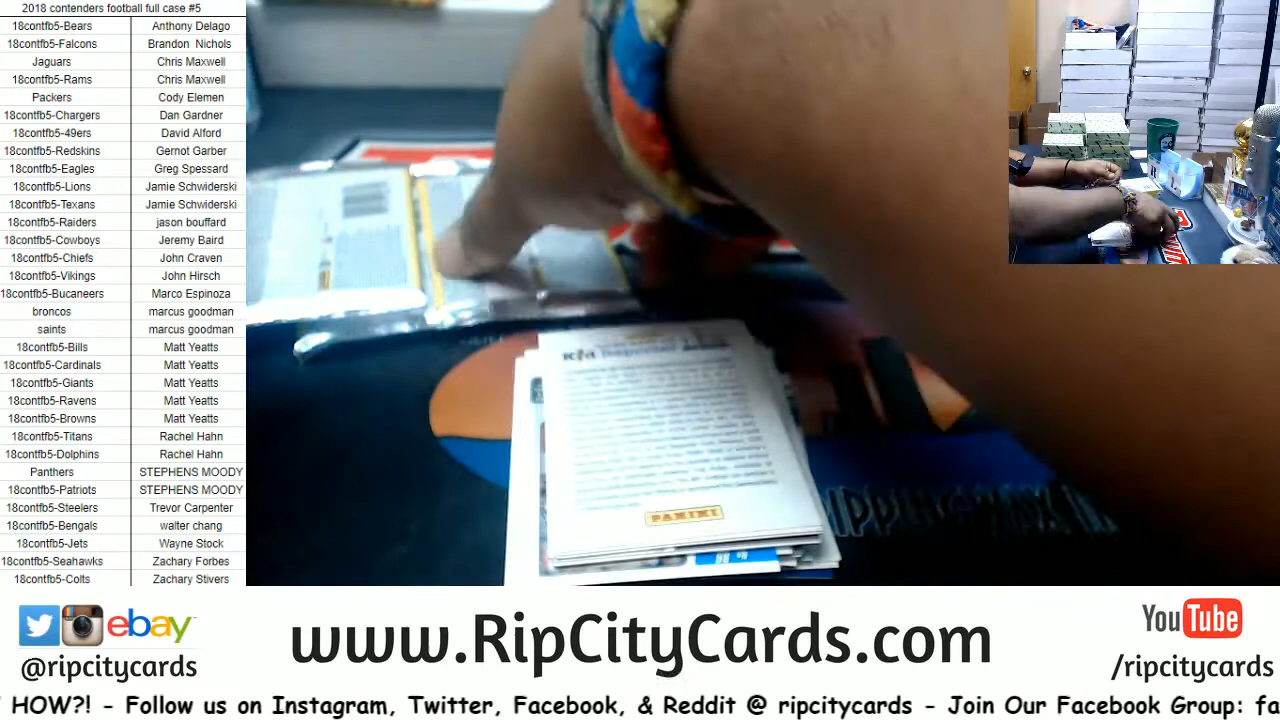 2018 contenders football full case #5
18contfb5-Bears Anthony Delago
18contfb5-Falcons Brandon Nichols
Jaguars Chris Maxwell
18contfb5-Rams Chris Maxwell
Packers Cody Elemen
18contfb5-Chargers Dan Gardner
18contfb5-49ers David Alford
18contfb5-Redskins Gernot Garber
18contfb5-Eagles Greg Spessard
18contfb5-Lions Jamie Schwiderski
18contfb5-Texans Jamie Schwiderski
18contfb5-Raiders jason bouffard
18contfb5-Cowboys Jeremy Baird
18contfb5-Chiefs John Craven
18contfb5-Vikings John Hirsch
18contfb5-Bucaneers Marco Espinoza
broncos marcus goodman
saints marcus goodman
18contfb5-Bills Matt Yeatts
18contfb5-Cardinals Matt Yeatts
18contfb5-Giants Matt Yeatts
18contfb5-Ravens Matt Yeatts
18contfb5-Browns Matt Yeatts
18contfb5-Titans Rachel Hahn
18contfb5-Dolphins Rachel Hahn
Panthers STEPHENS MOODY
18contfb5-Patriots STEPHENS MOODY
18contfb5-Steelers Trevor Carpenter
18contfb5-Bengals walter chang
18contfb5-Jets Wayne Stock
18contfb5-Seahawks Zachary Forbes
18contfb5-Colts Zachary Stivers
PANINI
ebay
@ripcitycards
www.RipCityCards.com
YouTube
/ripcitycards
HOW?! - Follow us on Instagram, Twitter, Facebook, & Reddit @ ripcitycards - Join Our Facebook Group: fa